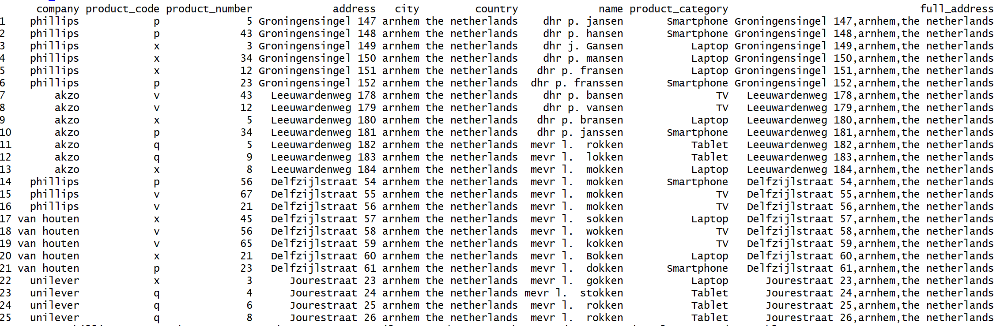 company product_code product_number address city country name product_category full_address
1 phillips p 5 Groningensingel 147 arnhem the netherlands dhr p. jansen Smartphone Groningensingel 147,arnhem,the netherlands
2 phillips p 43 Groningensingel 148 arnhem the netherlands dhr p. hansen Smartphone Groningensingel 148,arnhem,the netherlands
3 phillips x 3 Groningensingel 149 arnhem the netherlands dhr j. Gansen Laptop Groningensingel 149,arnhem,the netherlands
4 phillips x 34 Groningensingel 150 arnhem the netherlands dhr p. mansen Laptop Groningensingel 150,arnhem,the netherlands
5 phillips x 12 Groningensingel 151 arnhem the netherlands dhr p. fransen Laptop Groningensingel 151,arnhem,the netherlands
6 phillips p 23 Groningensingel 152 arnhem the netherlands dhr p. franssen Smartphone Groningensingel 152,arnhem,the netherlands
7 akzo v 43 Leeuwardenweg 178 arnhem the netherlands dhr p. bansen TV Leeuwardenweg 178,arnhem,the netherlands
8 akzo v 12 Leeuwardenweg 179 arnhem the netherlands dhr p. vansen TV Leeuwardenweg 179,arnhem,the netherlands
9 akzo x 5 Leeuwardenweg 180 arnhem the netherlands dhr p. bransen Laptop Leeuwardenweg 180,arnhem,the netherlands
10 akzo p 34 Leeuwardenweg 181 arnhem the netherlands dhr p. janssen Smartphone Leeuwardenweg 181,arnhem,the netherlands
11 akzo q 5 Leeuwardenweg 182 arnhem the netherlands mevr l. rokken Tablet Leeuwardenweg 182,arnhem,the netherlands
12 akzo q 9 Leeuwardenweg 183 arnhem the netherlands mevr l. lokken Tablet Leeuwardenweg 183,arnhem,the netherlands
13 akzo x 8 Leeuwardenweg 184 arnhem the netherlands mevr l. mokken Laptop Leeuwardenweg 184,arnhem,the netherlands
14 phillips p 56 Delfzijlstraat 54 arnhem the netherlands mevr l. mokken Smartphone Delfzijlstraat 54,arnhem,the netherlands
15 phillips v 67 Delfzijlstraat 55 arnhem the netherlands mevr l. mokken TV Delfzijlstraat 55,arnhem,the netherlands
16 phillips v 21 Delfzijlstraat 56 arnhem the netherlands mevr l. mokken TV Delfzijlstraat 56,arnhem,the netherlands
17 van houten x 45 Delfzijlstraat 57 arnhem the netherlands mevr l. sokken Laptop Delfzijlstraat 57,arnhem,the netherlands
18 van houten v 56 Delfzijlstraat 58 arnhem the netherlands mevr l. wokken TV Delfzijlstraat 58,arnhem,the netherlands
19 van houten v 65 Delfzijlstraat 59 arnhem the netherlands mevr l. kokken TV Delfzijlstraat 59,arnhem,the netherlands
20 van houten x 21 Delfzijlstraat 60 arnhem the netherlands mevr l. Bokken Laptop Delfzijlstraat 60,arnhem,the netherlands
21 van houten p 23 Delfzijlstraat 61 arnhem the netherlands mevr l. dokken Smartphone Delfzijlstraat 61,arnhem,the netherlands
22 unilever x 3 Jourestraat 23 arnhem the netherlands mevr l. gokken Laptop Jourestraat 23,arnhem,the netherlands
23 unilever q 4 Jourestraat 24 arnhem the netherlands mevr l. stokken Tablet Jourestraat 24,arnhem,the netherlands
24 unilever q 6 Jourestraat 25 arnhem the netherlands mevr l. rokken Tablet Jourestraat 25,arnhem,the netherlands
25 unilever q 8 Jourestraat 26 arnhem the netherlands mevr l. rokken Tablet Jourestraat 26,arnhem,the netherlands